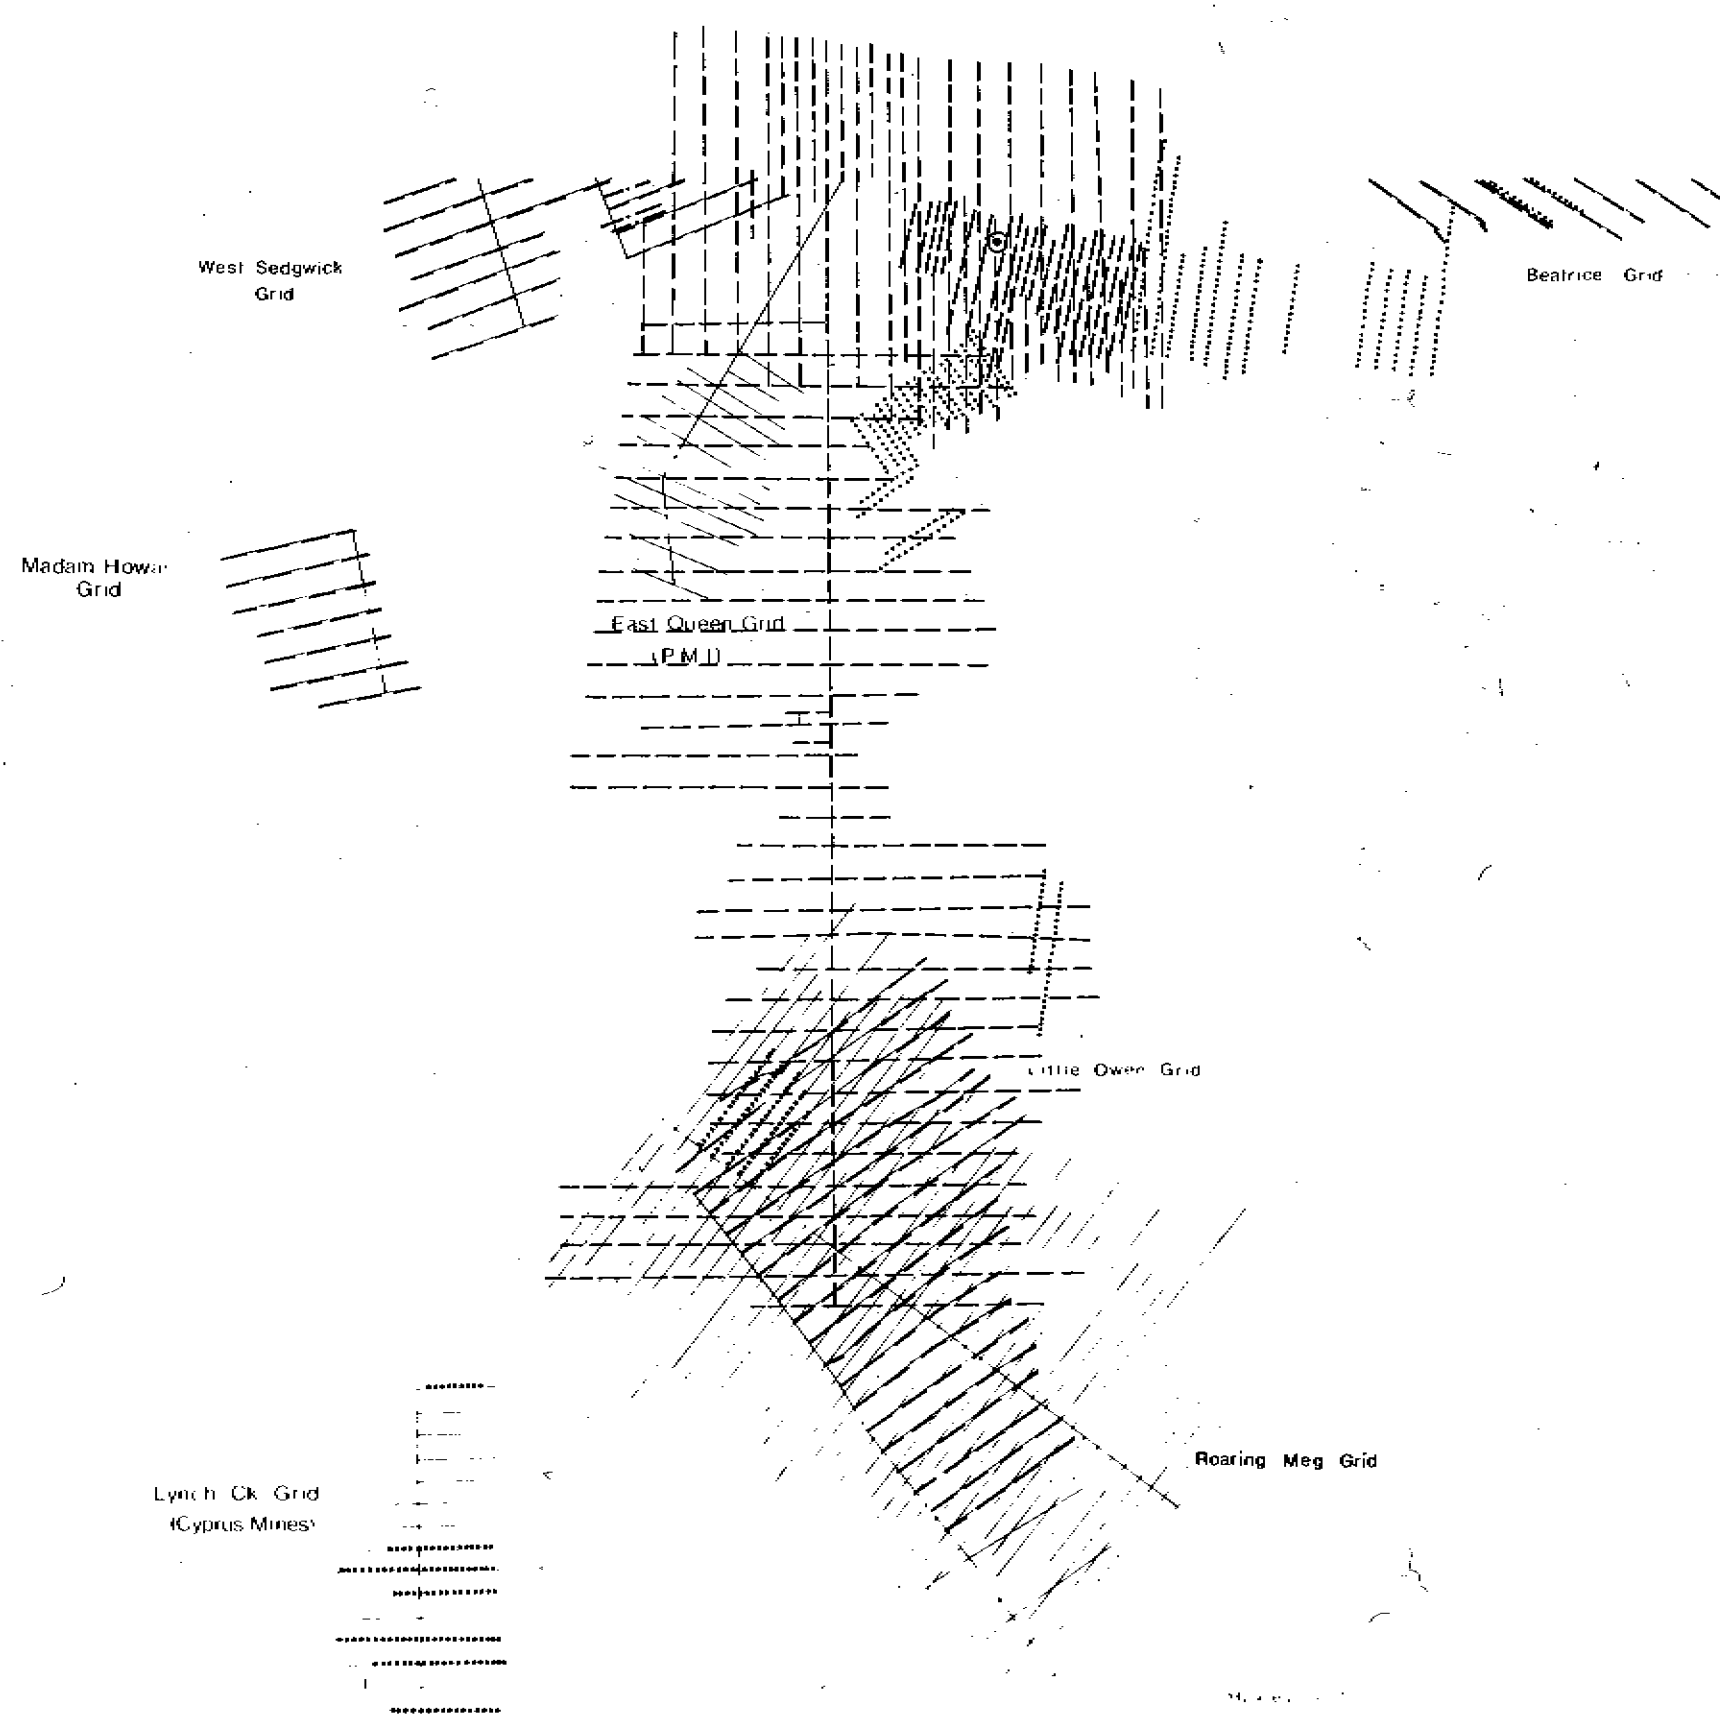 West Sedgwick
Grid
Beatrice Grid
Madam Howar
Grid
East Queen Grid
(P M I)
Little Owen Grid
Roaring Meg Grid
Lynch Ck Grid
(Cyprus Mines)